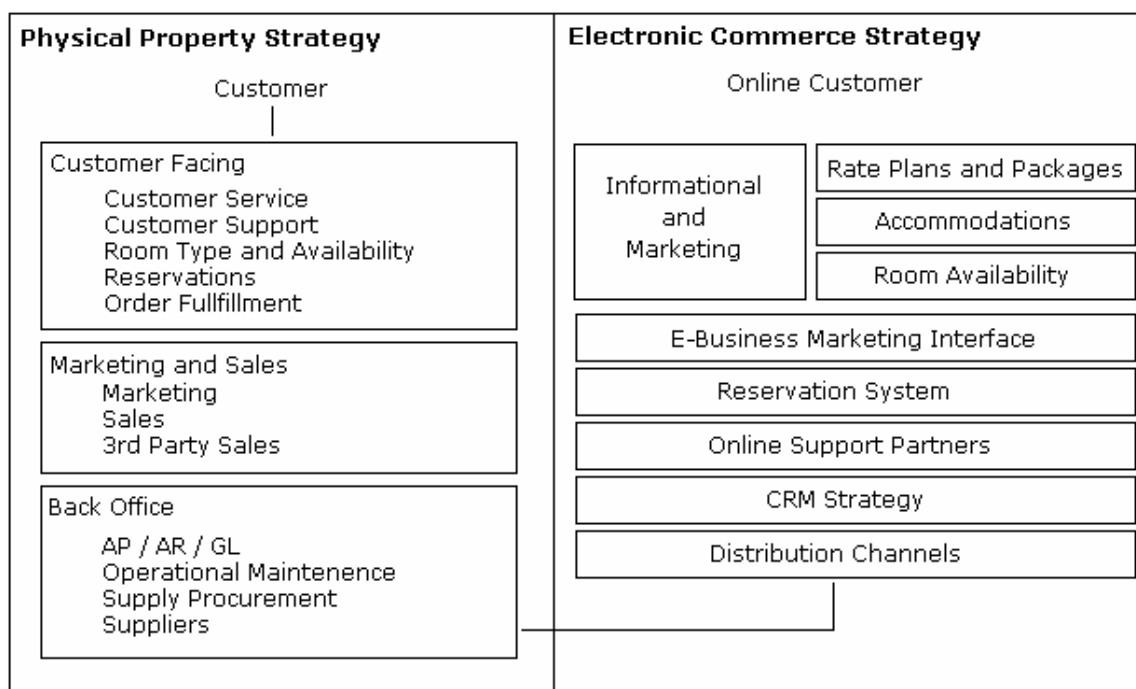 Physical Property Strategy
Customer
Customer Facing
Customer Service
Customer Support
Room Type and Availability
Reservations
Order Fullfillment
Marketing and Sales
Marketing
Sales
3rd Party Sales
Back Office
AP / AR / GL
Operational Maintenence
Supply Procurement
Suppliers
Electronic Commerce Strategy
Online Customer
Informational
and
Marketing
Rate Plans and Packages
Accommodations
Room Availability
E-Business Marketing Interface
Reservation System
Online Support Partners
CRM Strategy
Distribution Channels